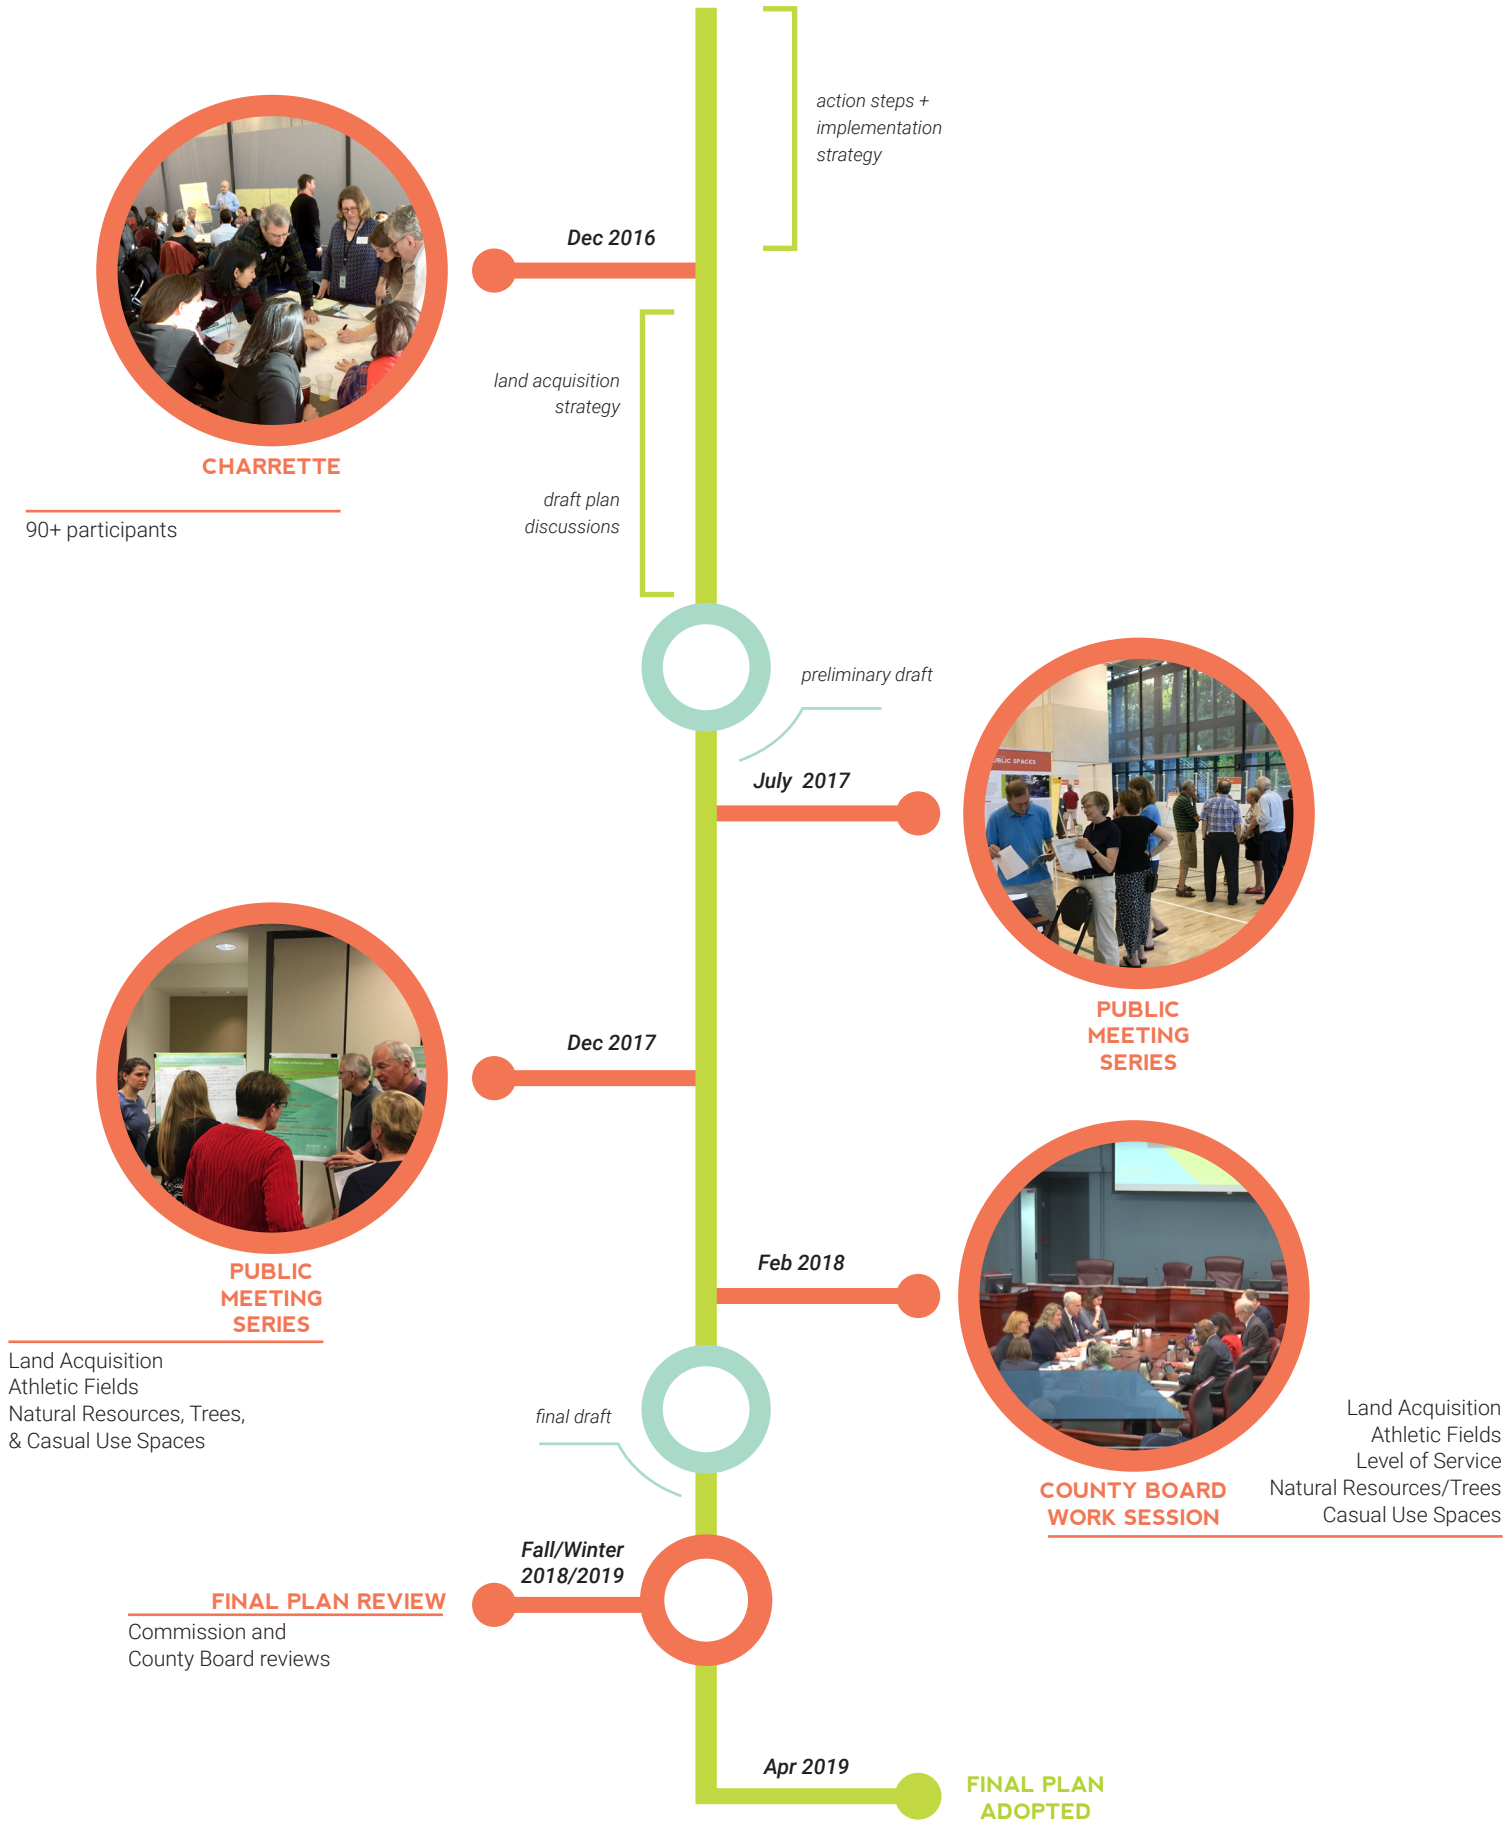 action steps +
implementation
strategy
Dec 2016
CHARRETTE
90+ participants
land acquisition
strategy
draft plan
discussions
preliminary draft
July 2017
UBLIC SPACES
PUBLIC
MEETING
SERIES
Dec 2017
PUBLIC
MEETING
SERIES
Land Acquisition
Athletic Fields
Natural Resources, Trees,
& Casual Use Spaces
Feb 2018
COUNTY BOARD
WORK SESSION
Land Acquisition
Athletic Fields
Level of Service
Natural Resources/Trees
Casual Use Spaces
final draft
Fall/Winter
2018/2019
FINAL PLAN REVIEW
Commission and
County Board reviews
Apr 2019
FINAL PLAN
ADOPTED